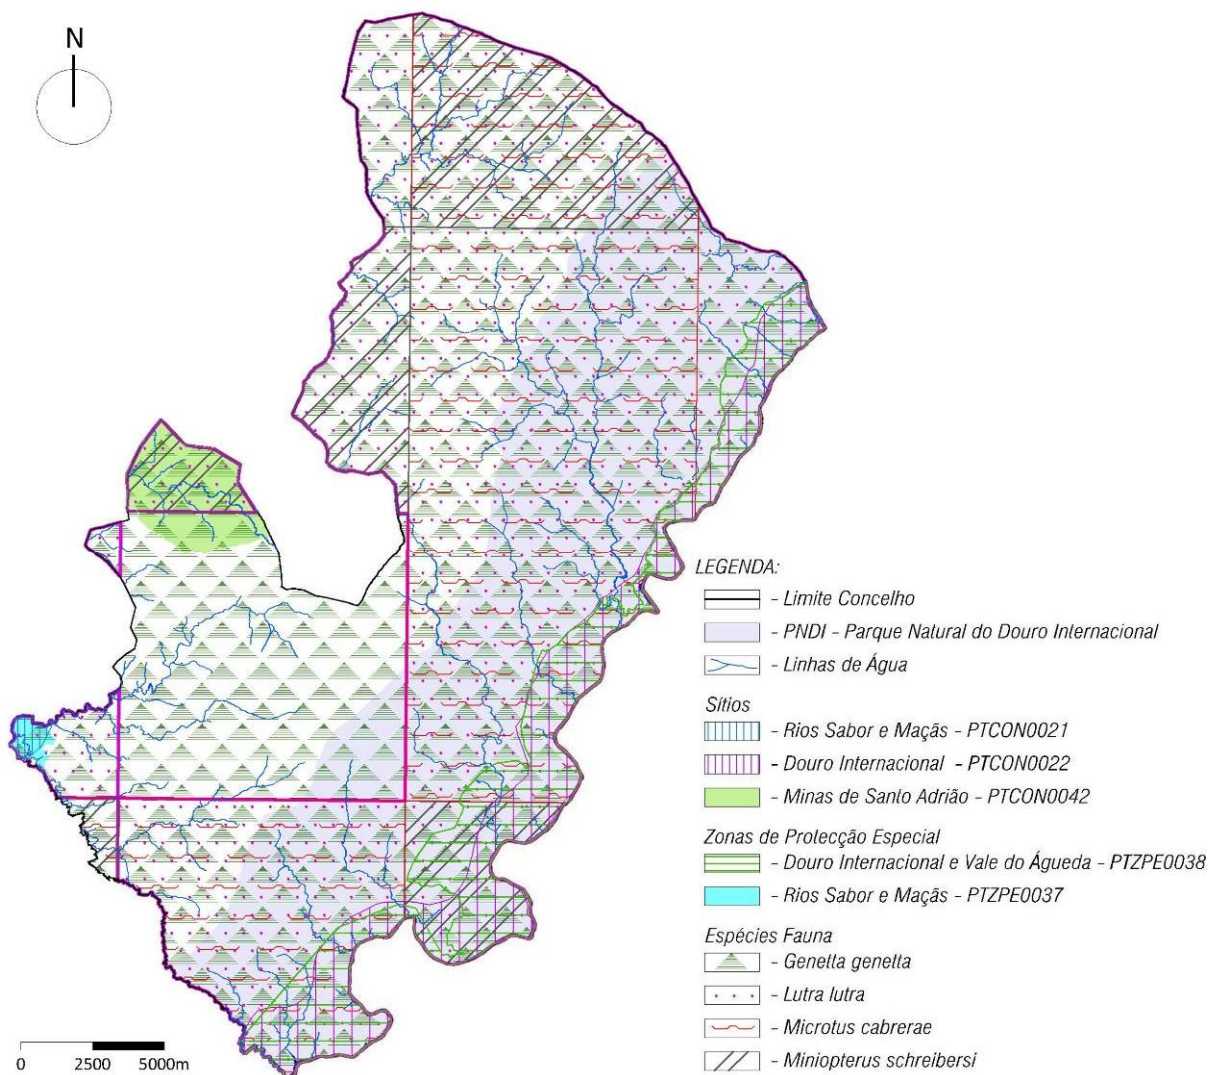 N
LEGENDA:
- Limite Concelho
- PNDI - Parque Natural do Douro Internacional
- Linhas de Água
Sítios
- Rios Sabor e Maçãs - PTCON0021
- Douro Internacional - PTCON0022
- Minas de Santo Adrião - PTCON0042
Zonas de Protecção Especial
- Douro Internacional e Vale do Águeda - PTZPE0038
- Rios Sabor e Maçãs - PTZPE0037
Espécies Fauna
- Genetta genetta
- Lutra lutra
- Microtus cabrerae
- Miniopterus schreibersi
0 2500 5000m